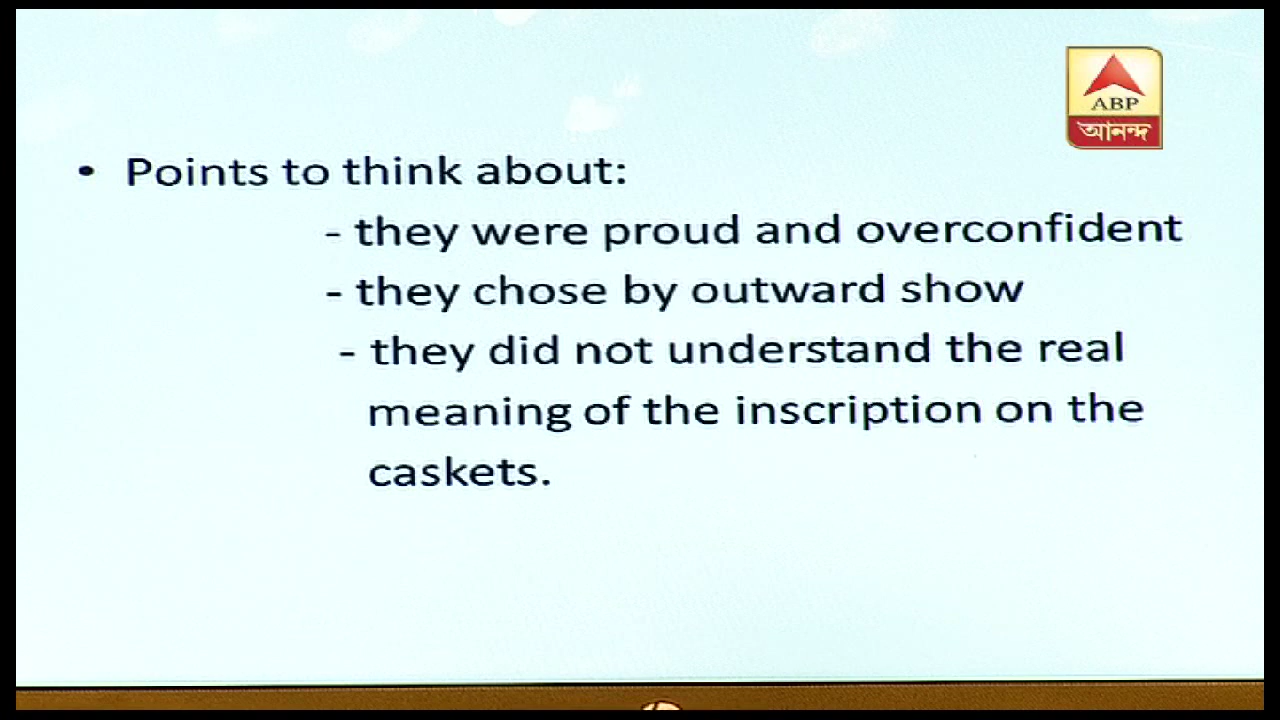 ABP
আনন্দ
• Points to think about:
- they were proud and overconfident
- they chose by outward show
- they did not understand the real
meaning of the inscription on the
caskets.